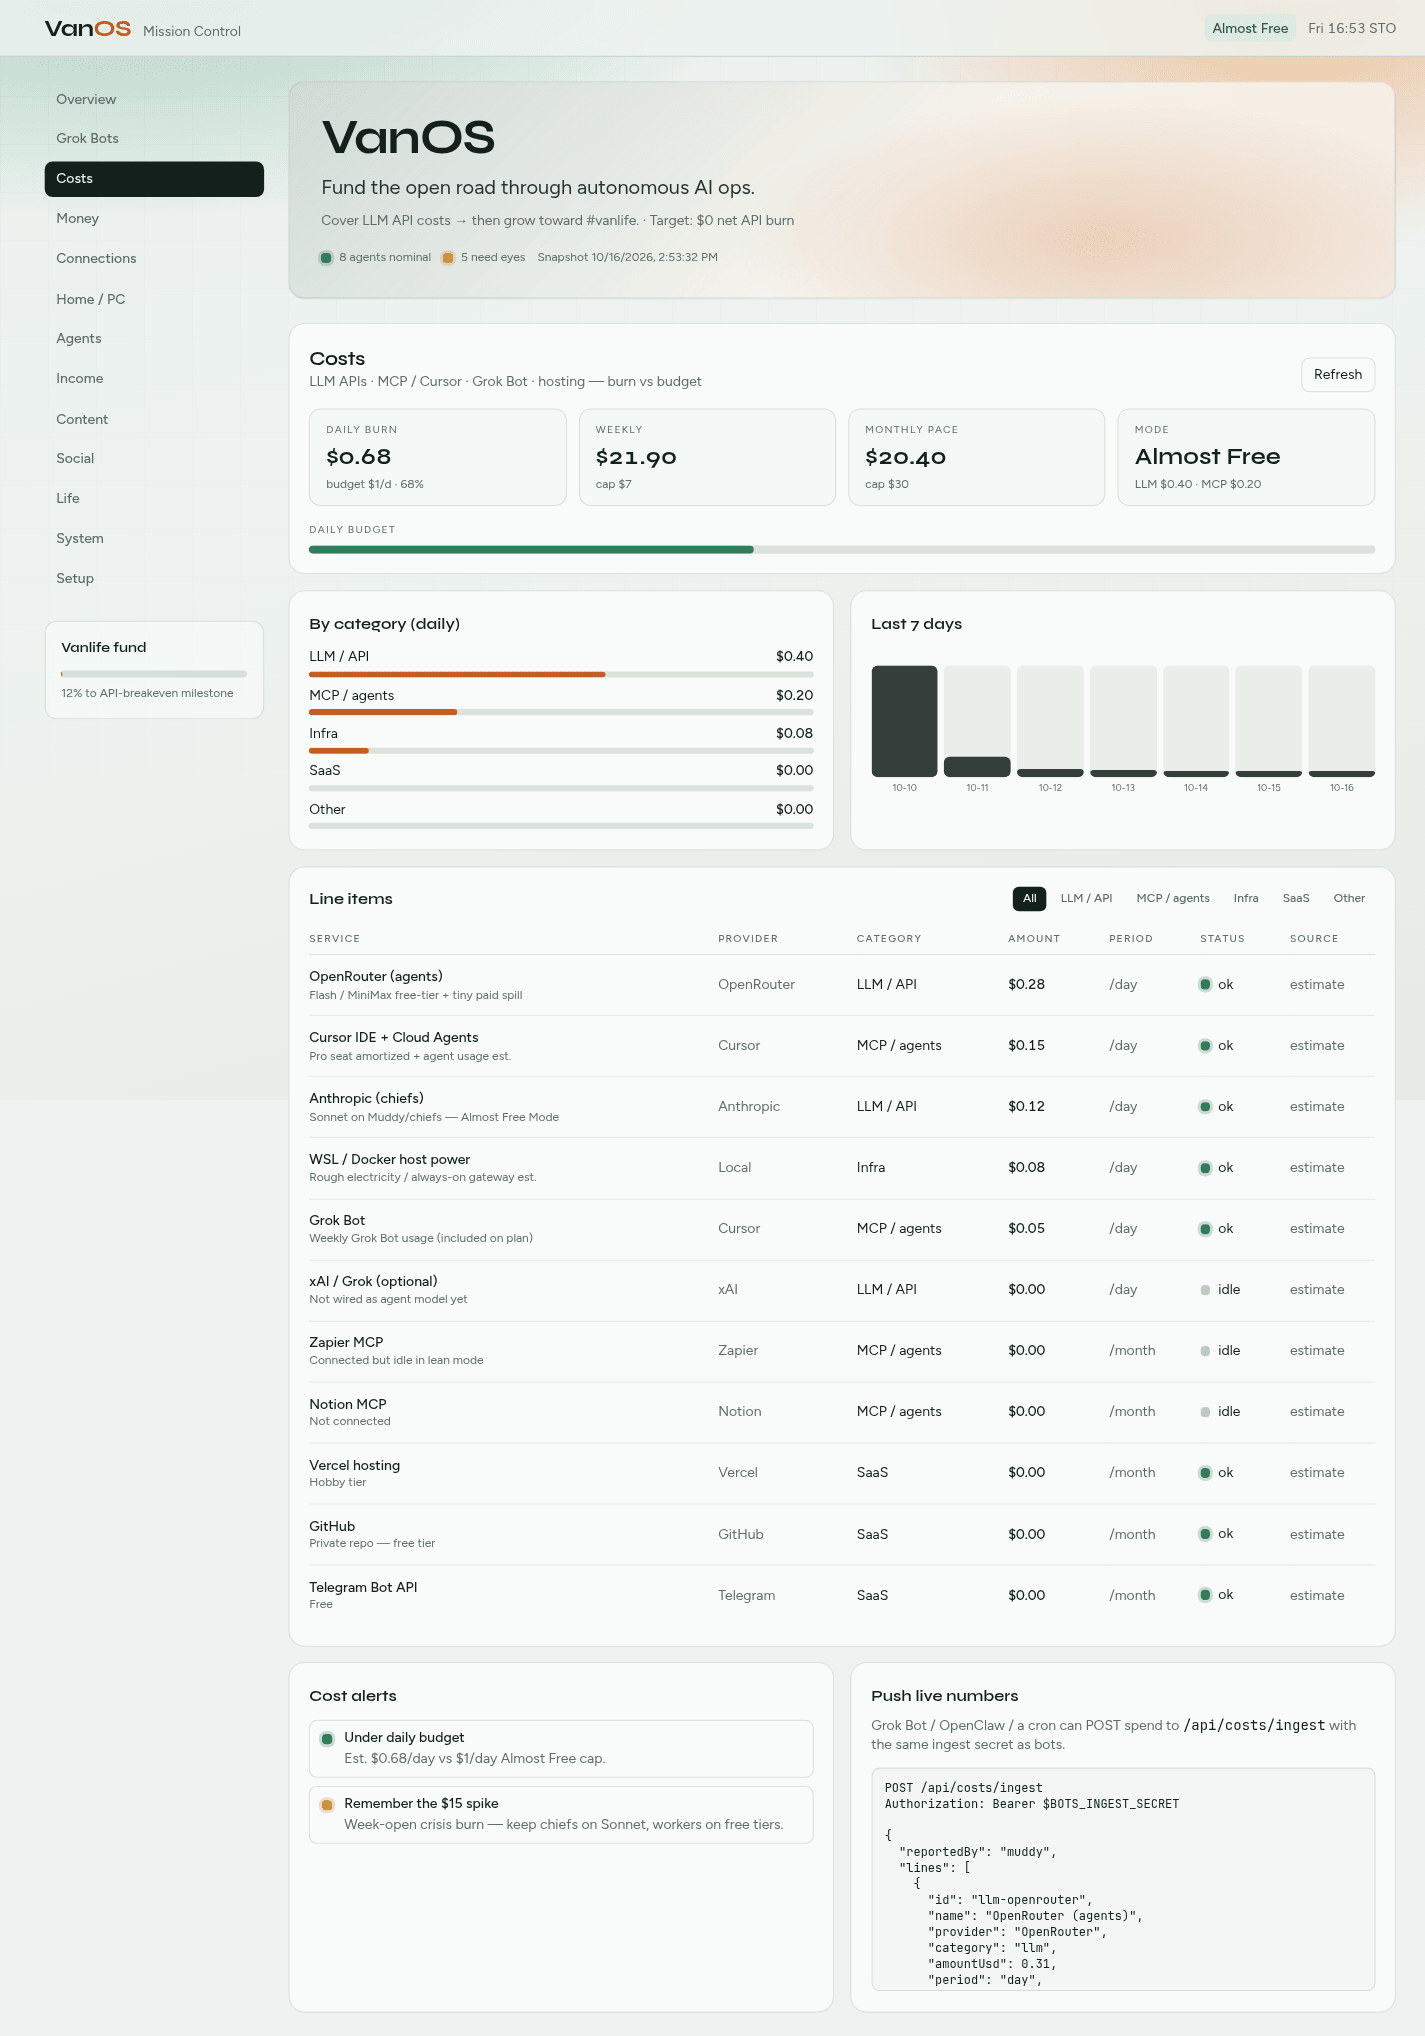 VanOS Mission Control
Almost Free Fri 16:53 STO
Overview
Grok Bots
Costs
Money
Connections
Home / PC
Agents
Income
Content
Social
Life
System
Setup
Vanlife fund
12% to API-breakeven milestone
VanOS
Fund the open road through autonomous AI ops.
Cover LLM API costs → then grow toward #vanlife. · Target: $0 net API burn
8 agents nominal 5 need eyes Snapshot 10/16/2026, 2:53:32 PM
Costs
LLM APIs · MCP / Cursor · Grok Bot · hosting — burn vs budget
Refresh
DAILY BURN
$0.68
budget $1/d · 68%
WEEKLY
$21.90
cap $7
MONTHLY PACE
$20.40
cap $30
MODE
Almost Free
LLM $0.40 · MCP $0.20
DAILY BUDGET
By category (daily)
LLM / API $0.40
MCP / agents $0.20
Infra $0.08
SaaS $0.00
Other $0.00
Last 7 days
10-10 10-11 10-12 10-13 10-14 10-15 10-16
Line items
All LLM / API MCP / agents Infra SaaS Other
SERVICE PROVIDER CATEGORY AMOUNT PERIOD STATUS SOURCE
OpenRouter (agents)
Flash / MiniMax free-tier + tiny paid spill
OpenRouter LLM / API $0.28 /day ok estimate
Cursor IDE + Cloud Agents
Pro seat amortized + agent usage est.
Cursor MCP / agents $0.15 /day ok estimate
Anthropic (chiefs)
Sonnet on Muddy/chiefs — Almost Free Mode
Anthropic LLM / API $0.12 /day ok estimate
WSL / Docker host power
Rough electricity / always-on gateway est.
Local Infra $0.08 /day ok estimate
Grok Bot
Weekly Grok Bot usage (included on plan)
Cursor MCP / agents $0.05 /day ok estimate
xAI / Grok (optional)
Not wired as agent model yet
xAI LLM / API $0.00 /day idle estimate
Zapier MCP
Connected but idle in lean mode
Zapier MCP / agents $0.00 /month idle estimate
Notion MCP
Not connected
Notion MCP / agents $0.00 /month idle estimate
Vercel hosting
Hobby tier
Vercel SaaS $0.00 /month ok estimate
GitHub
Private repo — free tier
GitHub SaaS $0.00 /month ok estimate
Telegram Bot API
Free
Telegram SaaS $0.00 /month ok estimate
Cost alerts
Under daily budget
Est. $0.68/day vs $1/day Almost Free cap.
Remember the $15 spike
Week-open crisis burn — keep chiefs on Sonnet, workers on free tiers.
Push live numbers
Grok Bot / OpenClaw / a cron can POST spend to /api/costs/ingest with
the same ingest secret as bots.
POST /api/costs/ingest
Authorization: Bearer $BOTS_INGEST_SECRET
{
"reportedBy": "muddy",
"lines": [
{
"id": "llm-openrouter",
"name": "OpenRouter (agents)",
"provider": "OpenRouter",
"category": "llm",
"amountUsd": 0.31,
"period": "day",